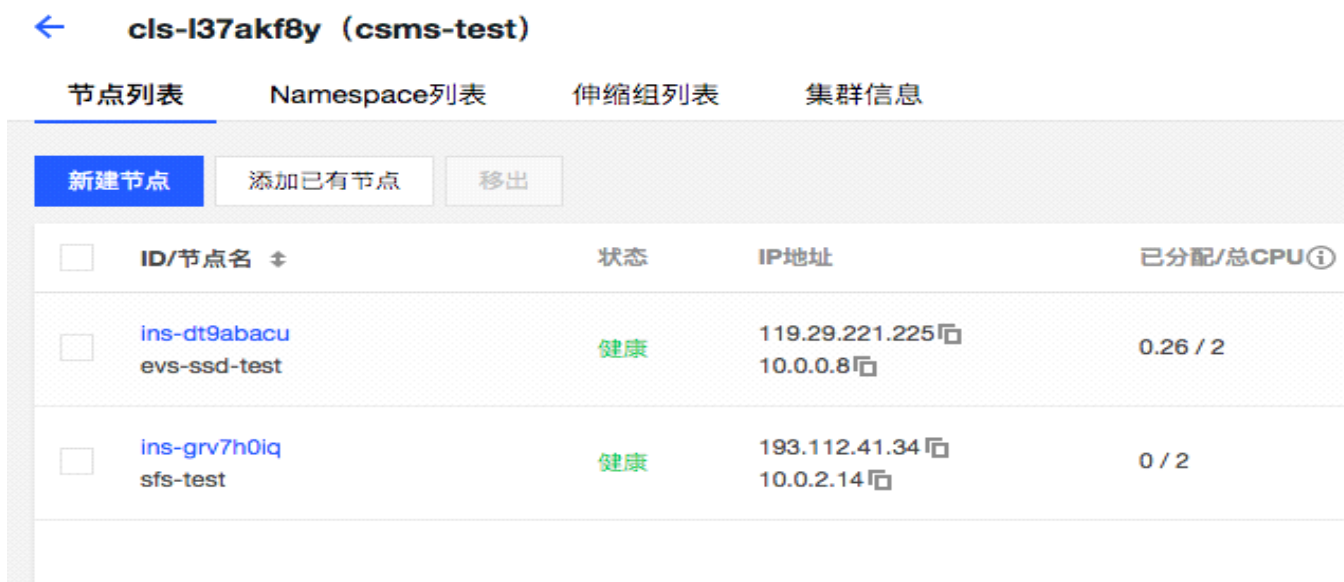 cls-l37akf8y（csms-test）
节点列表 Namespace列表 伸缩组列表 集群信息
新建节点 添加已有节点 移出
ID/节点名 状态 IP地址 已分配/总CPU
ins-dt9abacu 健康 119.29.221.225 0.26 / 2
evs-ssd-test 10.0.0.8
ins-grv7h0iq 健康 193.112.41.34 0 / 2
sfs-test 10.0.2.14